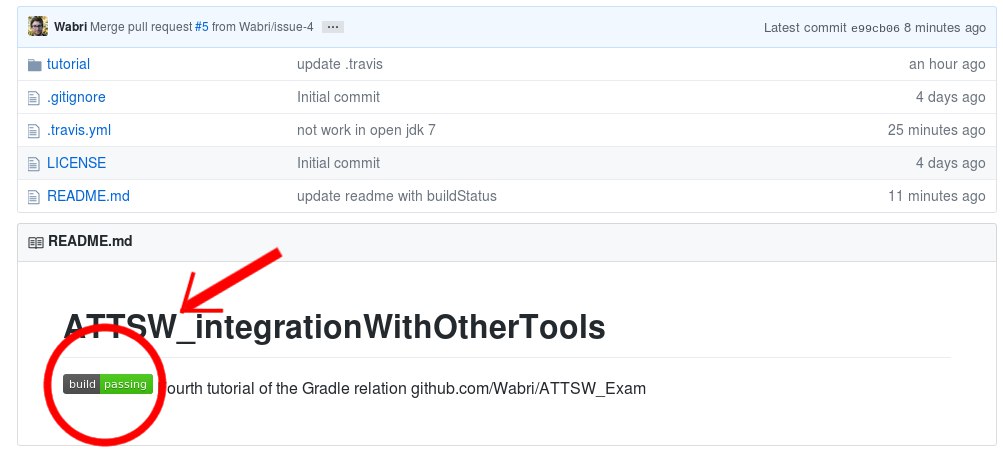 Wabri Merge pull request #5 from Wabri/issue-4 ... Latest commit e99cb06 8 minutes ago
tutorial update .travis an hour ago
.gitignore Initial commit 4 days ago
.travis.yml not work in open jdk 7 25 minutes ago
LICENSE Initial commit 4 days ago
README.md update readme with buildStatus 11 minutes ago
README.md
ATTSW_integrationWithOtherTools
build passing ourth tutorial of the Gradle relation github.com/Wabri/ATTSW_Exam